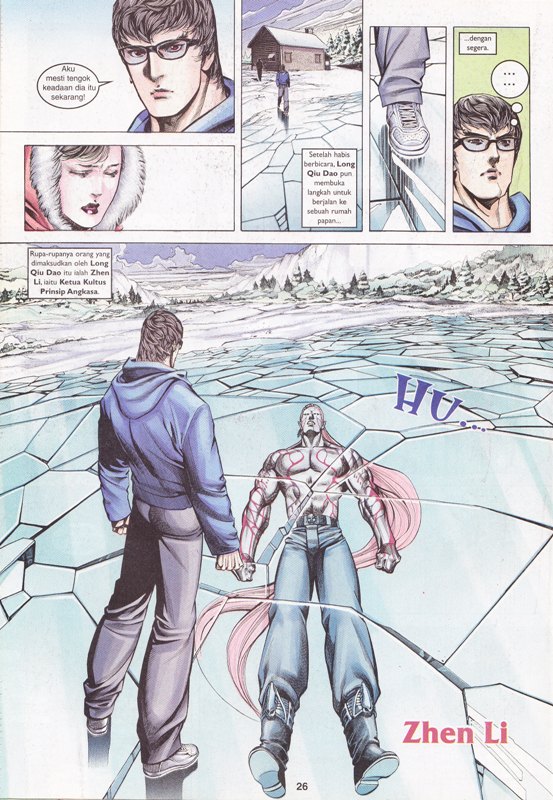 Aku
mesti tengok
keadaan dia itu
sekarang!
Setelah habis
berbicara, Long
Qiu Dao pun
membuka
langkah untuk
berjalan ke
sebuah rumah
papan...
...dengan
segera.
...
...
Rupa-rupanya orang yang
dimaksudkan oleh Long
Qiu Dao itu ialah Zhen
Li, iaitu Ketua Kultus
Prinsip Angkasa.
HU...
Zhen Li
26